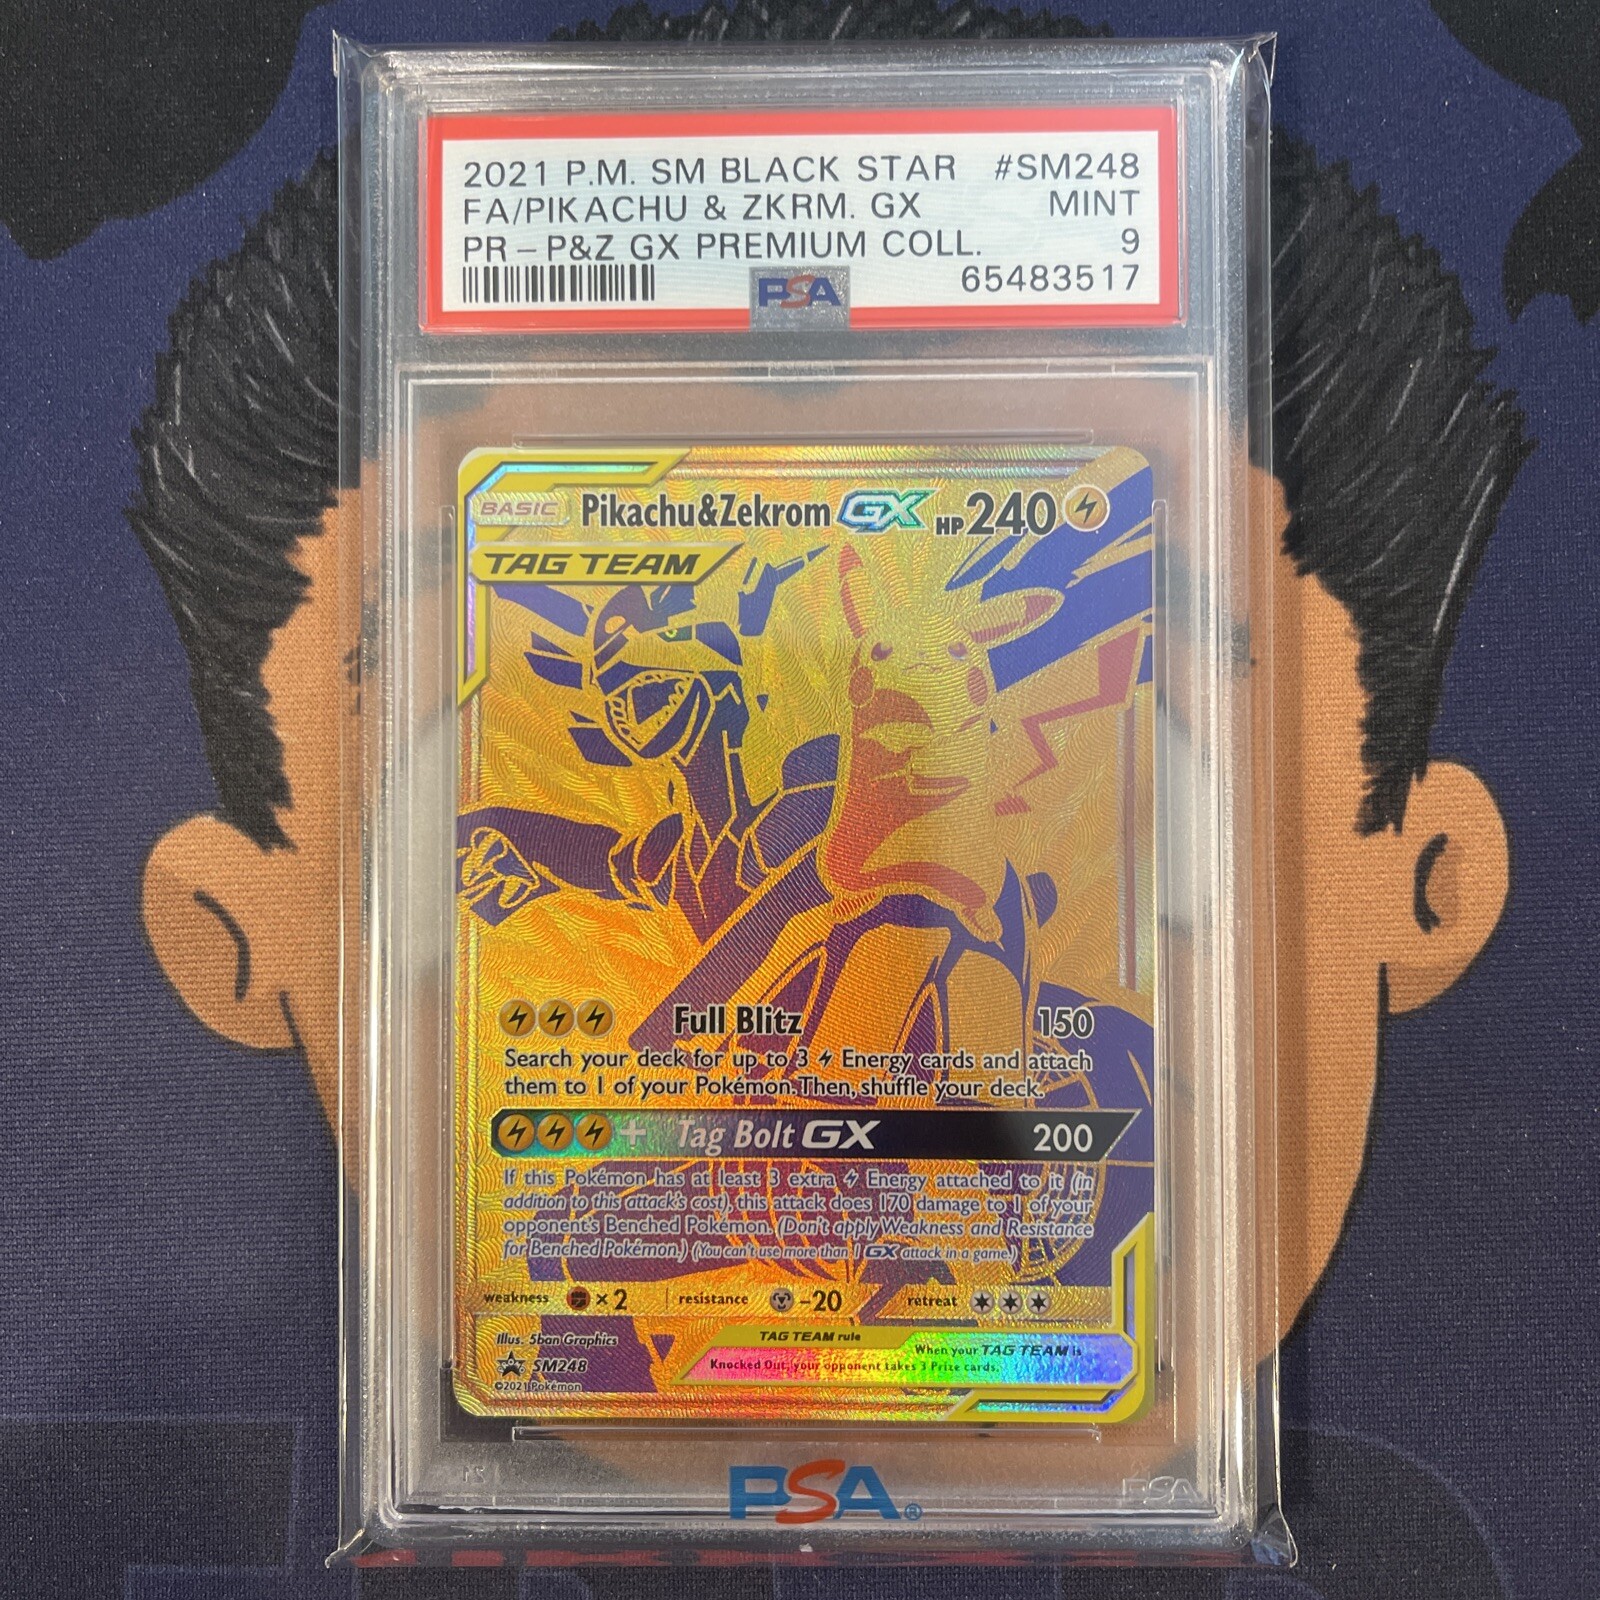 2021 P.M. SM BLACK STAR #SM248
FA/PIKACHU & ZKRM. GX MINT
PR – P&Z GX PREMIUM COLL. 9
PSA 65483517
BASIC Pikachu&Zekrom GX HP 240
TAG TEAM
Full Blitz 150
Search your deck for up to 3 Energy cards and attach
them to 1 of your Pokémon. Then, shuffle your deck.
+ Tag Bolt GX 200
If this Pokémon has at least 3 extra Energy attached to it (in
addition to this attack's cost), this attack does 170 damage to 1 of your
opponent's Benched Pokémon. (Don't apply Weakness and Resistance
for Benched Pokémon.) (You can't use more than 1 GX attack in a game.)
weakness ×2 resistance -20 retreat
Illus. 5ban Graphics
TAG TEAM rule
When your TAG TEAM is
Knocked Out, your opponent takes 3 Prize cards.
SM248
©2021 Pokémon
PSA®
PSA